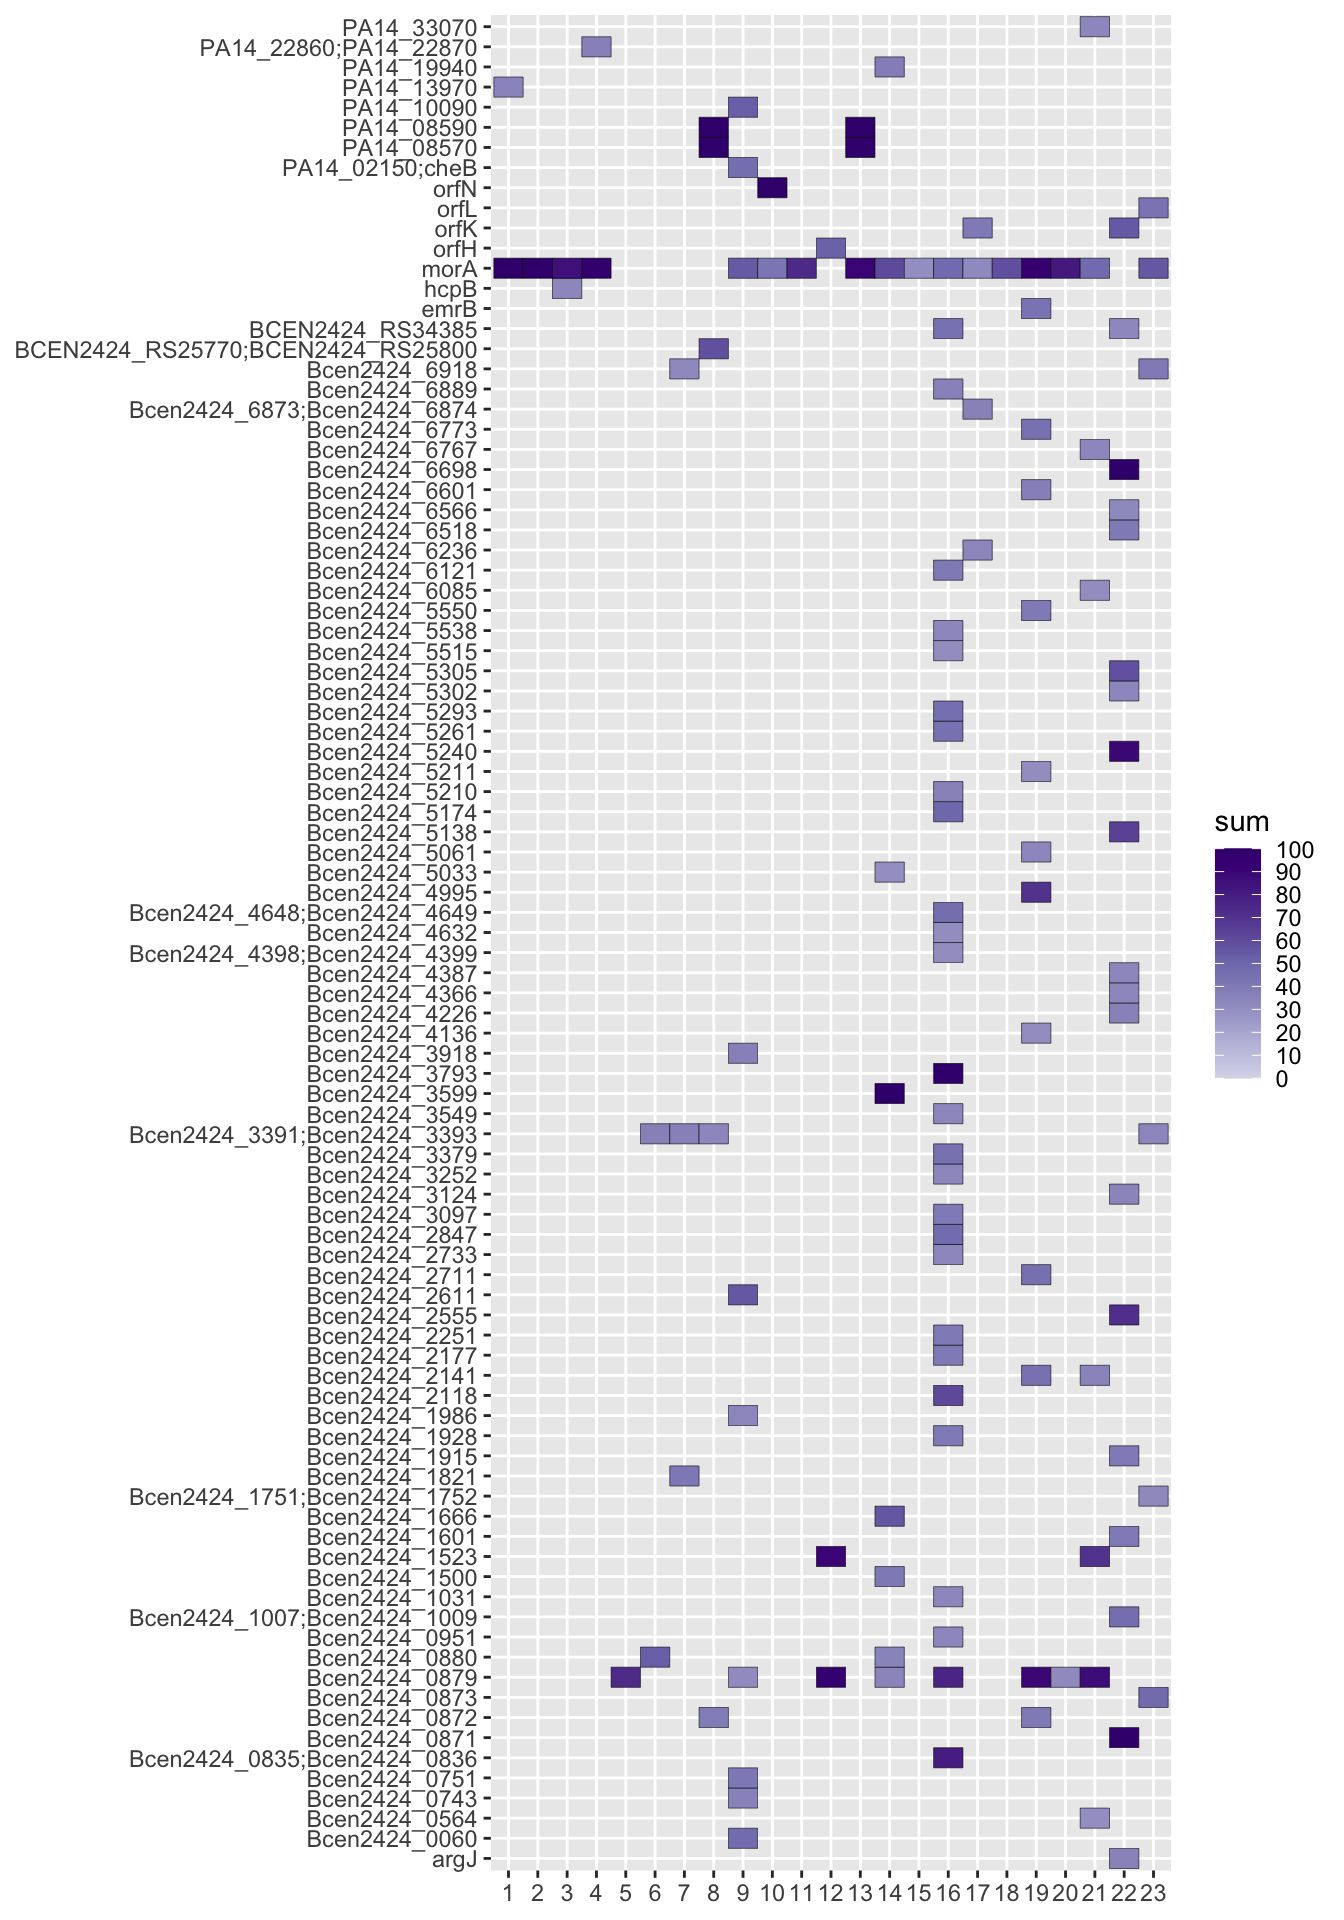 PA14_33070
PA14_22860;PA14_22870
PA14_19940
PA14_13970
PA14_10090
PA14_08590
PA14_08570
PA14_02150;cheB
orfN
orfL
orfK
orfH
morA
hcpB
emrB
BCEN2424_RS34385
BCEN2424_RS25770;BCEN2424_RS25800
Bcen2424_6918
Bcen2424_6889
Bcen2424_6873;Bcen2424_6874
Bcen2424_6773
Bcen2424_6767
Bcen2424_6698
Bcen2424_6601
Bcen2424_6566
Bcen2424_6518
Bcen2424_6236
Bcen2424_6121
Bcen2424_6085
Bcen2424_5550
Bcen2424_5538
Bcen2424_5515
Bcen2424_5305
Bcen2424_5302
Bcen2424_5293
Bcen2424_5261
Bcen2424_5240
Bcen2424_5211
Bcen2424_5210
Bcen2424_5174
Bcen2424_5138
Bcen2424_5061
Bcen2424_5033
Bcen2424_4995
Bcen2424_4648;Bcen2424_4649
Bcen2424_4632
Bcen2424_4398;Bcen2424_4399
Bcen2424_4387
Bcen2424_4366
Bcen2424_4226
Bcen2424_4136
Bcen2424_3918
Bcen2424_3793
Bcen2424_3599
Bcen2424_3549
Bcen2424_3391;Bcen2424_3393
Bcen2424_3379
Bcen2424_3252
Bcen2424_3124
Bcen2424_3097
Bcen2424_2847
Bcen2424_2733
Bcen2424_2711
Bcen2424_2611
Bcen2424_2555
Bcen2424_2251
Bcen2424_2177
Bcen2424_2141
Bcen2424_2118
Bcen2424_1986
Bcen2424_1928
Bcen2424_1915
Bcen2424_1821
Bcen2424_1751;Bcen2424_1752
Bcen2424_1666
Bcen2424_1601
Bcen2424_1523
Bcen2424_1500
Bcen2424_1031
Bcen2424_1007;Bcen2424_1009
Bcen2424_0951
Bcen2424_0880
Bcen2424_0879
Bcen2424_0873
Bcen2424_0872
Bcen2424_0871
Bcen2424_0835;Bcen2424_0836
Bcen2424_0751
Bcen2424_0743
Bcen2424_0564
Bcen2424_0060
argJ
1 2 3 4 5 6 7 8 9 10 11 12 13 14 15 16 17 18 19 20 21 22 23
sum
100
90
80
70
60
50
40
30
20
10
0